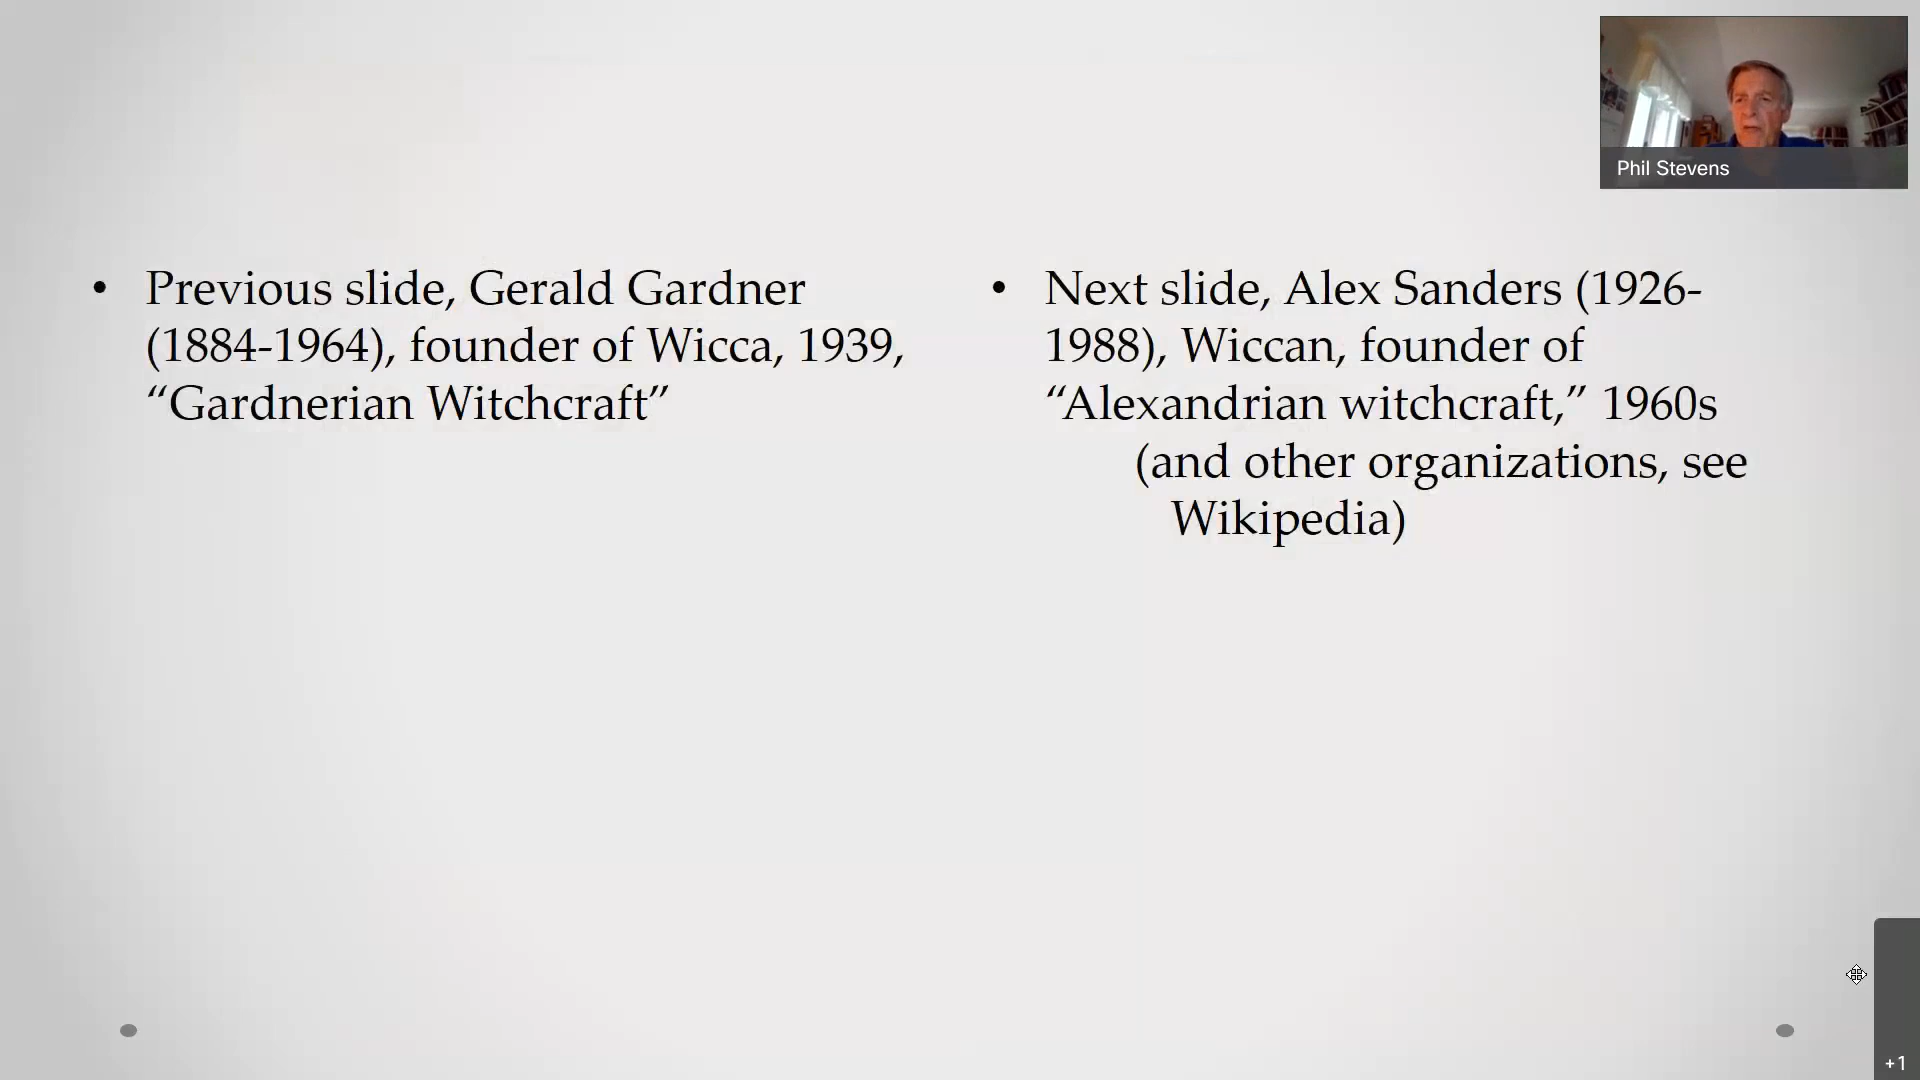 Phil Stevens
• Previous slide, Gerald Gardner
(1884-1964), founder of Wicca, 1939,
“Gardnerian Witchcraft”
• Next slide, Alex Sanders (1926-
1988), Wiccan, founder of
“Alexandrian witchcraft,” 1960s
(and other organizations, see
Wikipedia)
+1